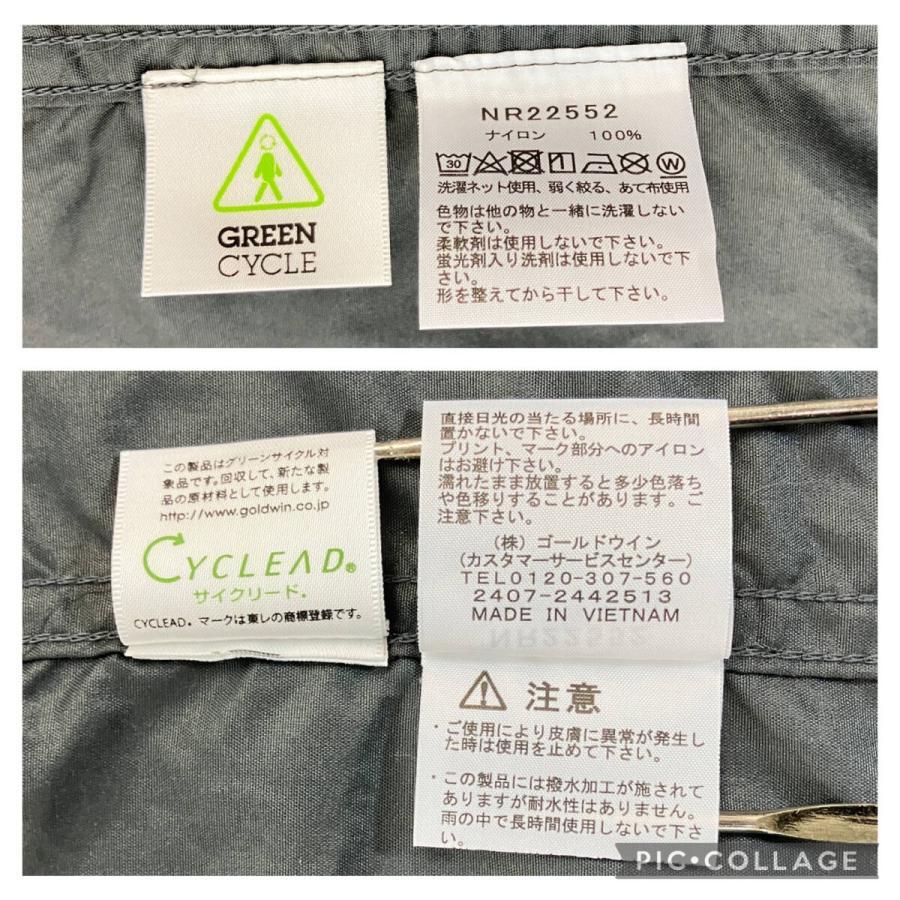 GREEN
CYCLE
NR22552
ナイロン 100%
30
W
洗濯ネット使用、弱く絞る、あて布使用
色物は他の物と一緒に洗濯しない
で下さい。
柔軟剤は使用しないで下さい。
蛍光剤入り洗剤は使用しないで下
さい。
形を整えてから干して下さい。
この製品はグリーンサイクル対
象品です。回収して、新たな製
品の原材料として使用します。
http://www.goldwin.co.jp
CYCLEAD®
サイクリード。
CYCLEAD。マークは東レの商標登録です。
直接日光の当たる場所に、長時間
置かないで下さい。
プリント、マーク部分へのアイロン
はお避け下さい。
濡れたまま放置すると多少色落ち
や色移りすることがあります。ご
注意下さい。
(株)ゴールドウイン
(カスタマーサービスセンター)
TEL0120-307-560
2407-2442513
MADE IN VIETNAM
NR22552
注意
・ご使用により皮膚に異常が発生し
た時は使用を止めて下さい。
・この製品には撥水加工が施されて
ありますが耐水性はありません。
雨の中で長時間使用しないで下さ
い。
PIC•COLLAGE